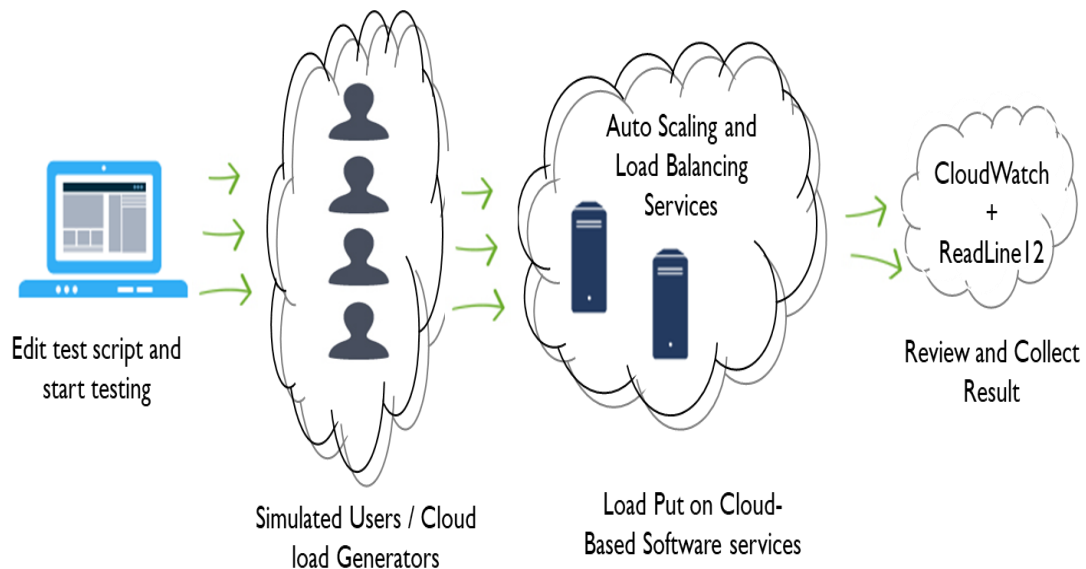 Edit test script and
start testing
Simulated Users / Cloud
load Generators
Auto Scaling and
Load Balancing
Services
Load Put on Cloud-
Based Software services
CloudWatch
+
ReadLine12
Review and Collect
Result